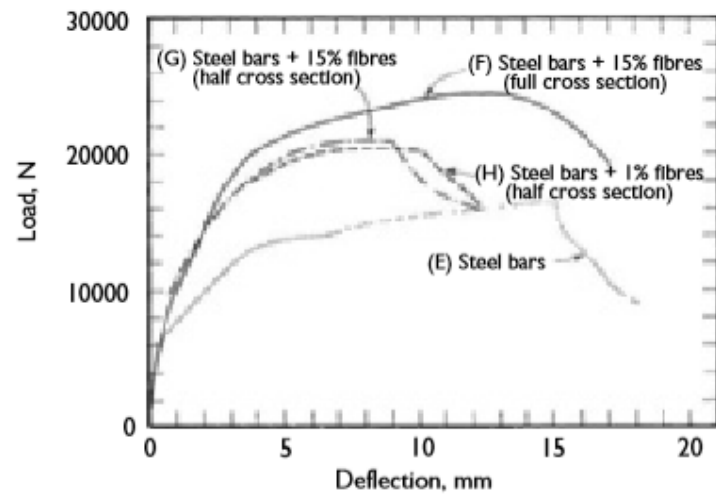 30000
20000
10000
0
Load, N
(G) Steel bars + 15% fibres
(half cross section)
(F) Steel bars + 15% fibres
(full cross section)
(H) Steel bars + 1% fibres
(half cross section)
(E) Steel bars
0 5 10 15 20
Deflection, mm